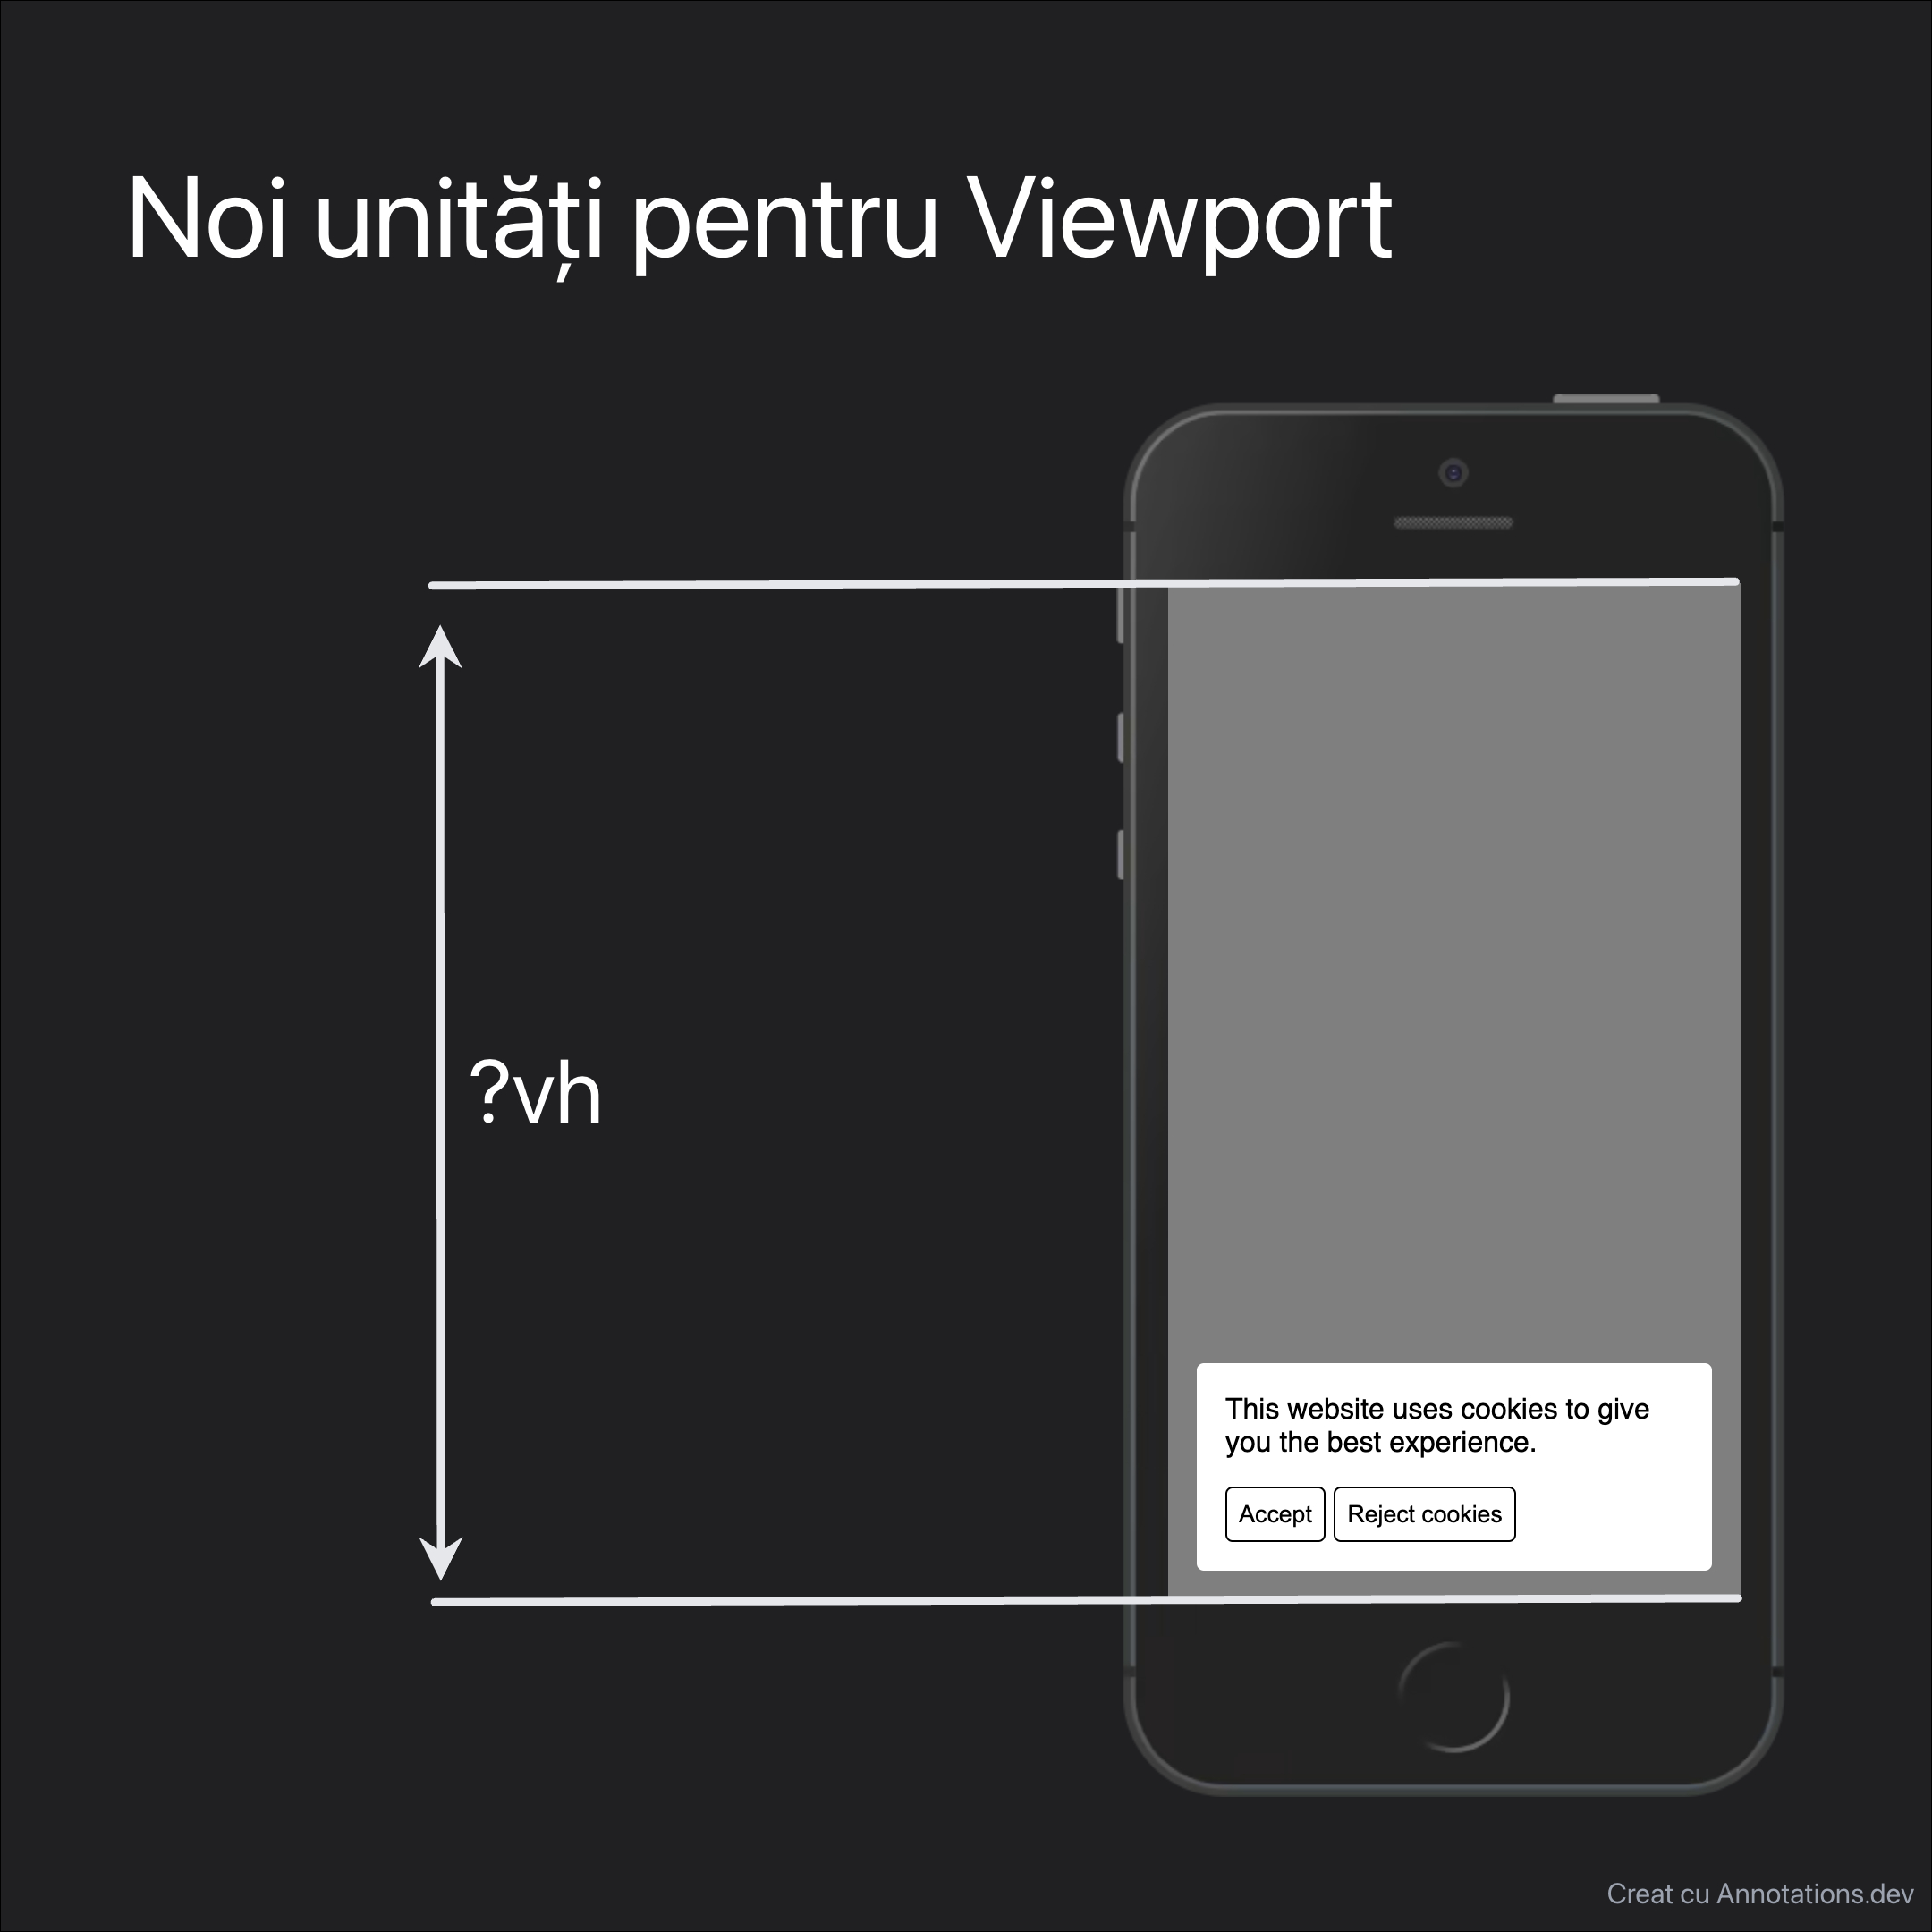 Noi unități pentru Viewport
?vh
This website uses cookies to give
you the best experience.
Accept
Reject cookies
Creat cu Annotations.dev